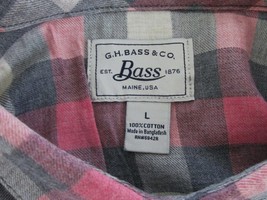 G.H. BASS & CO.
EST. Bass 1876
MAINE, USA
L
100% COTTON
Made in Bangladesh